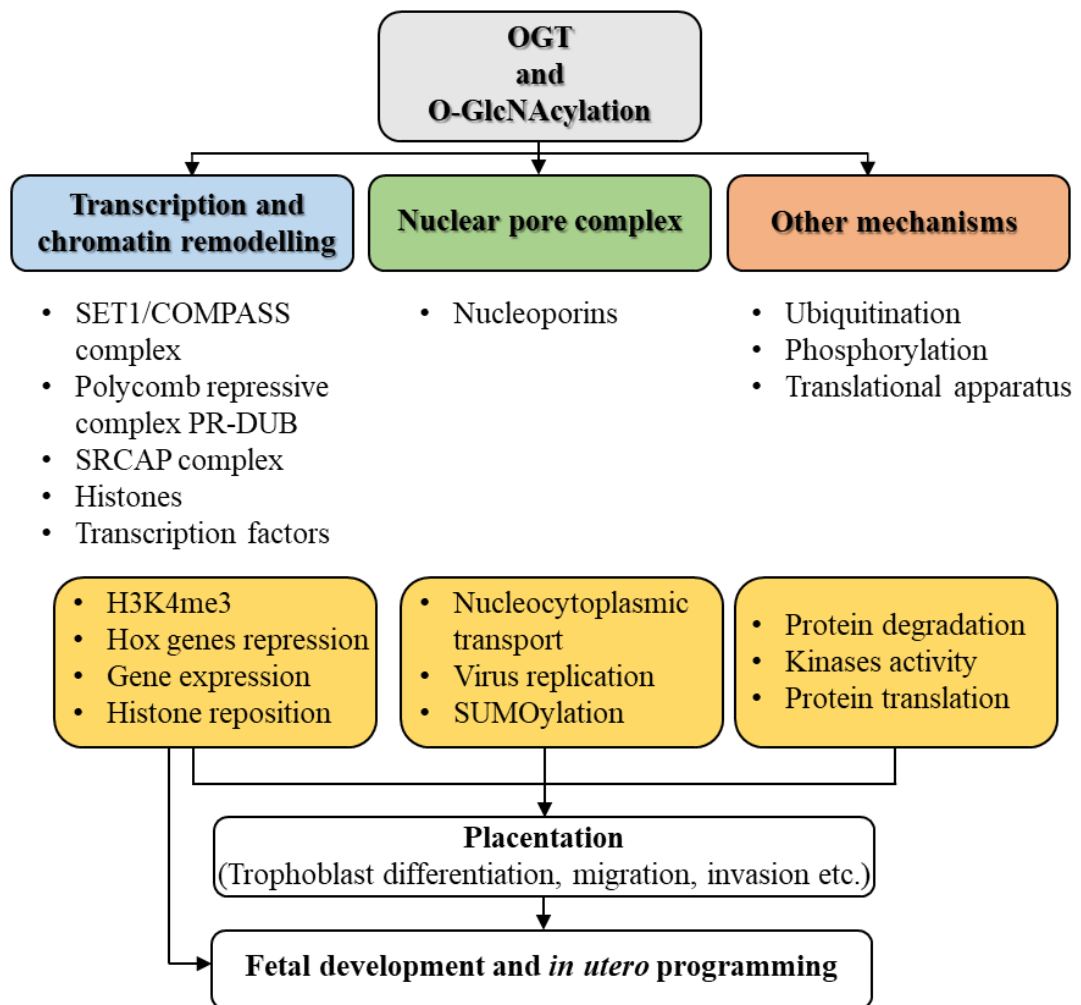 OGT
and
O-GlcNAcylation
Transcription and
chromatin remodelling
Nuclear pore complex
Other mechanisms
• SET1/COMPASS
complex
• Polycomb repressive
complex PR-DUB
• SRCAP complex
• Histones
• Transcription factors
• Nucleoporins
• Ubiquitination
• Phosphorylation
• Translational apparatus
• H3K4me3
• Hox genes repression
• Gene expression
• Histone reposition
• Nucleocytoplasmic
transport
• Virus replication
• SUMOylation
• Protein degradation
• Kinases activity
• Protein translation
Placentation
(Trophoblast differentiation, migration, invasion etc.)
Fetal development and in utero programming